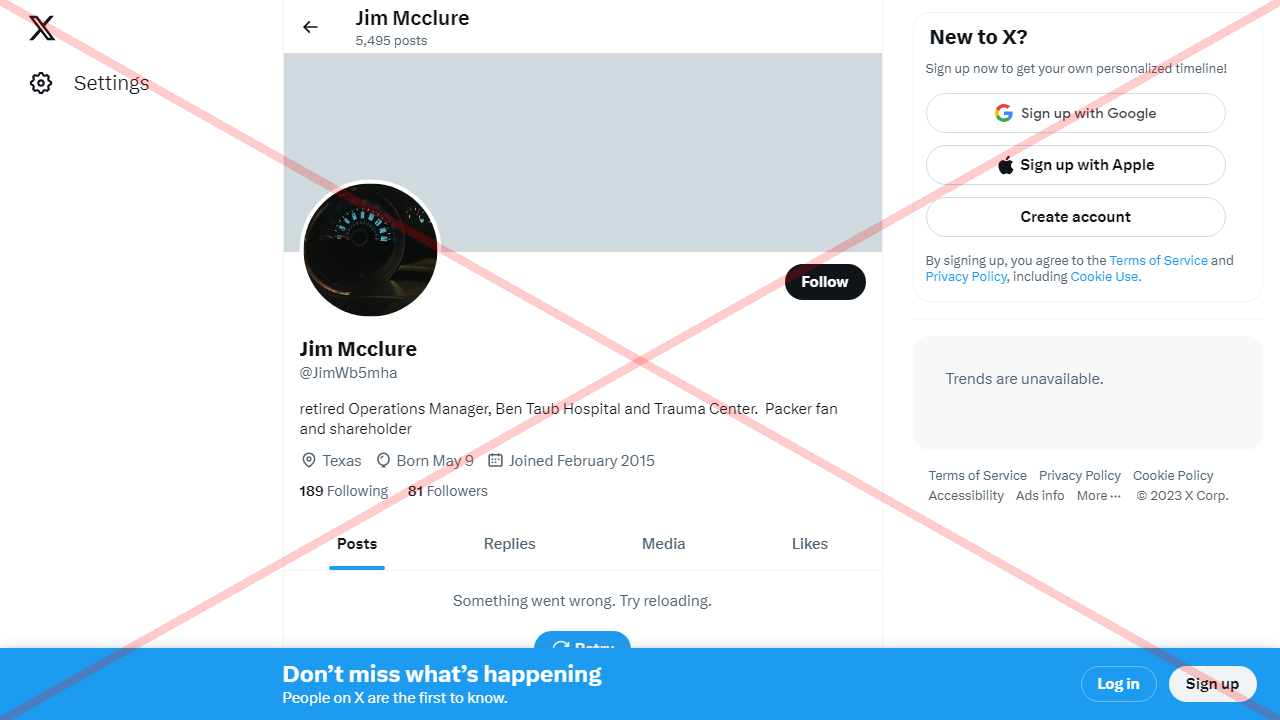 Settings
Jim Mcclure
5,495 posts
Follow
Jim Mcclure
@JimWb5mha
retired Operations Manager, Ben Taub Hospital and Trauma Center. Packer fan
and shareholder
Texas Born May 9 Joined February 2015
189 Following 81 Followers
Posts Replies Media Likes
Something went wrong. Try reloading.
Retry
New to X?
Sign up now to get your own personalized timeline!
Sign up with Google
Sign up with Apple
Create account
By signing up, you agree to the Terms of Service and
Privacy Policy, including Cookie Use.
Trends are unavailable.
Terms of Service Privacy Policy Cookie Policy
Accessibility Ads info More ··· © 2023 X Corp.
Don’t miss what’s happening
People on X are the first to know.
Log in Sign up